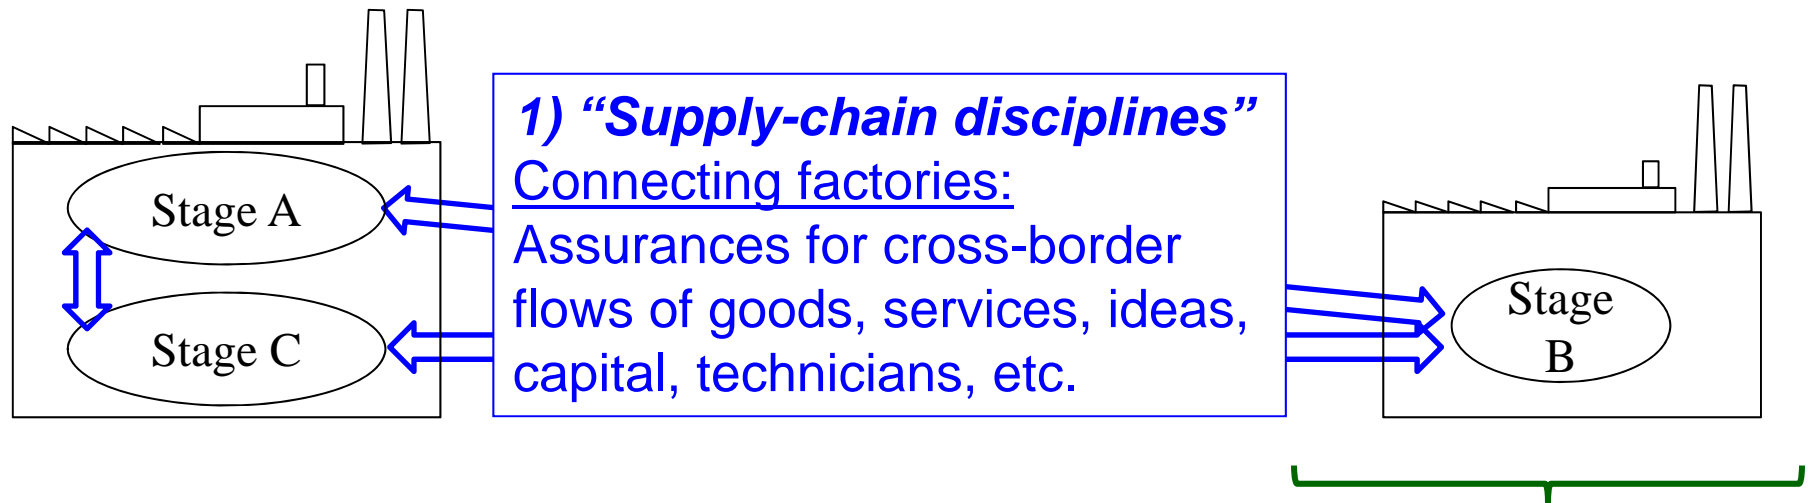 Stage A
Stage C
1) “Supply-chain disciplines”
Connecting factories:
Assurances for cross-border
flows of goods, services, ideas,
capital, technicians, etc.
Stage
B